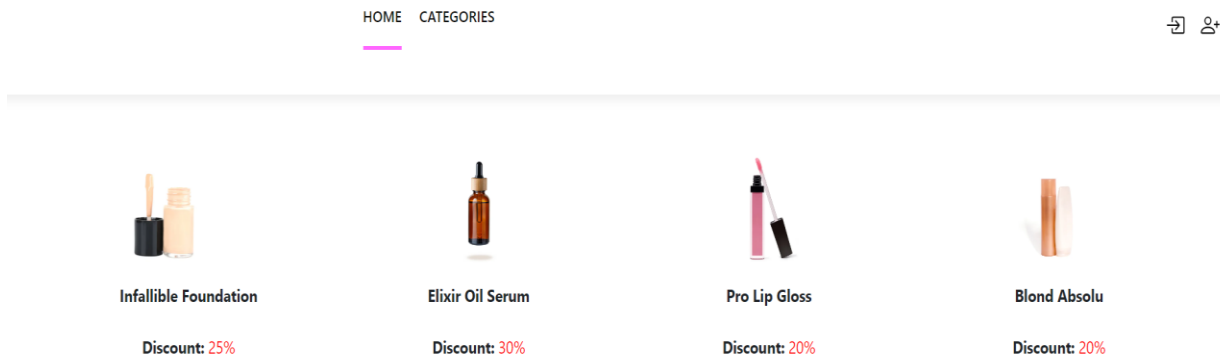 HOME CATEGORIES
Infallible Foundation Elixir Oil Serum Pro Lip Gloss Blond Absolu
Discount: 25% Discount: 30% Discount: 20% Discount: 20%